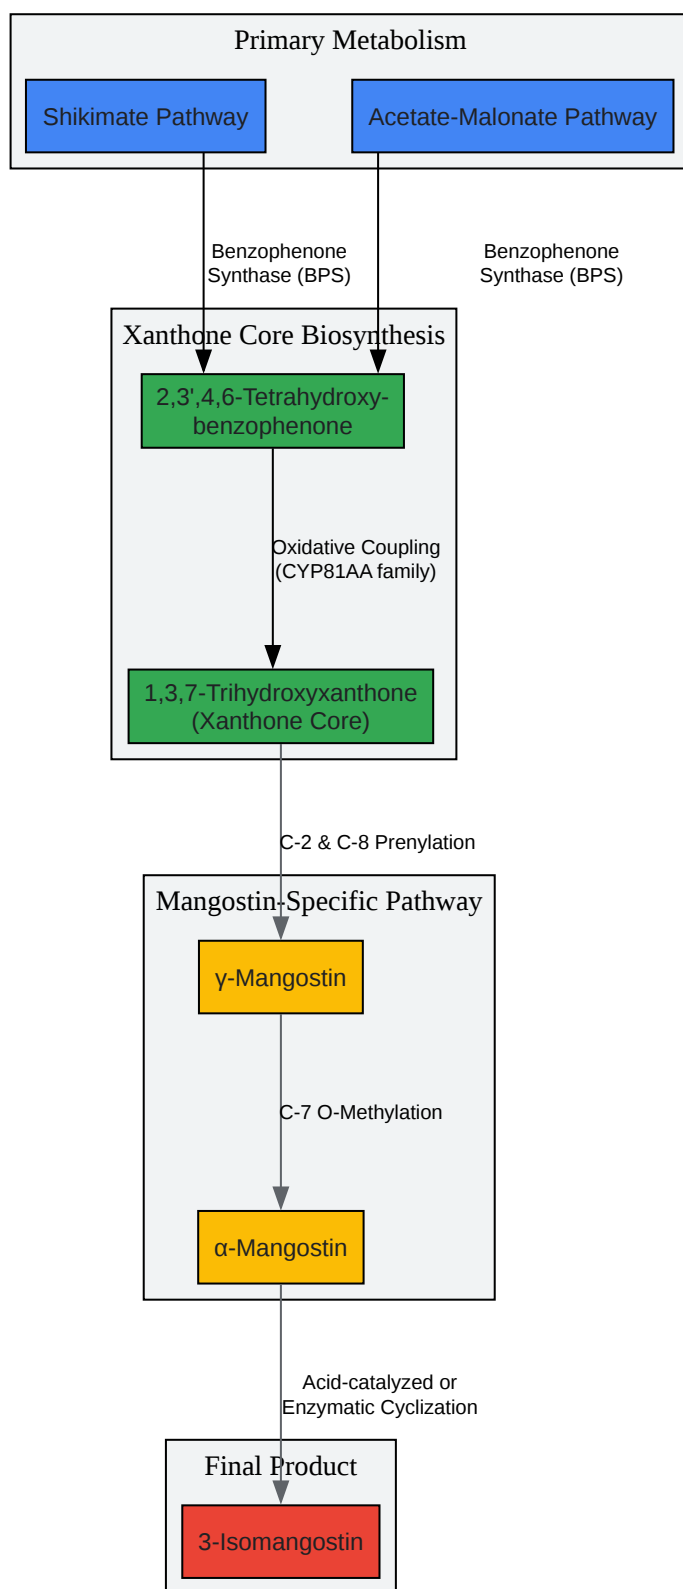 Primary Metabolism
Shikimate Pathway
Acetate-Malonate Pathway
Benzophenone
Synthase (BPS)
Benzophenone
Synthase (BPS)
Xanthone Core Biosynthesis
2,3',4,6-Tetrahydroxy-
benzophenone
Oxidative Coupling
(CYP81AA family)
1,3,7-Trihydroxyxanthone
(Xanthone Core)
C-2 & C-8 Prenylation
Mangostin-Specific Pathway
γ-Mangostin
C-7 O-Methylation
α-Mangostin
Acid-catalyzed or
Enzymatic Cyclization
Final Product
3-Isomangostin